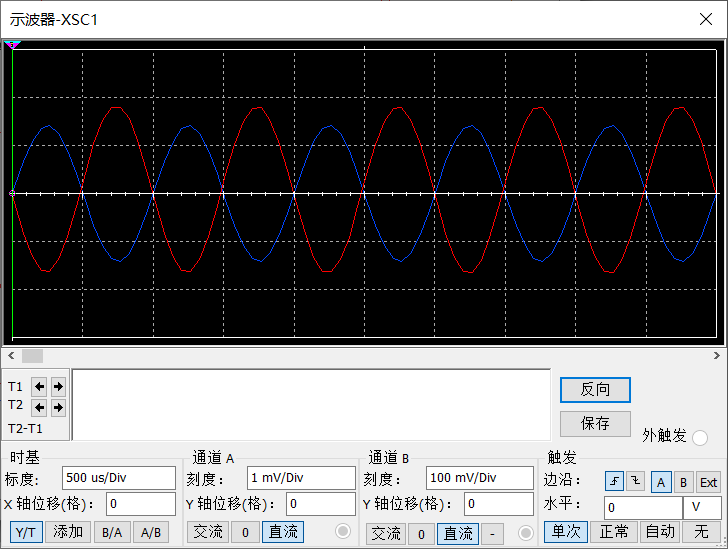 示波器-XSC1
T1
T2
T2-T1
反向
保存
外触发
时基
标度: 500 us/Div
X 轴位移(格): 0
Y/T 添加 B/A A/B
通道 A
刻度: 1 mV/Div
Y 轴位移(格): 0
交流 0 直流
通道 B
刻度: 100 mV/Div
Y 轴位移(格): 0
交流 0 直流 -
触发
边沿: A B Ext
水平: 0 V
单次 正常 自动 无